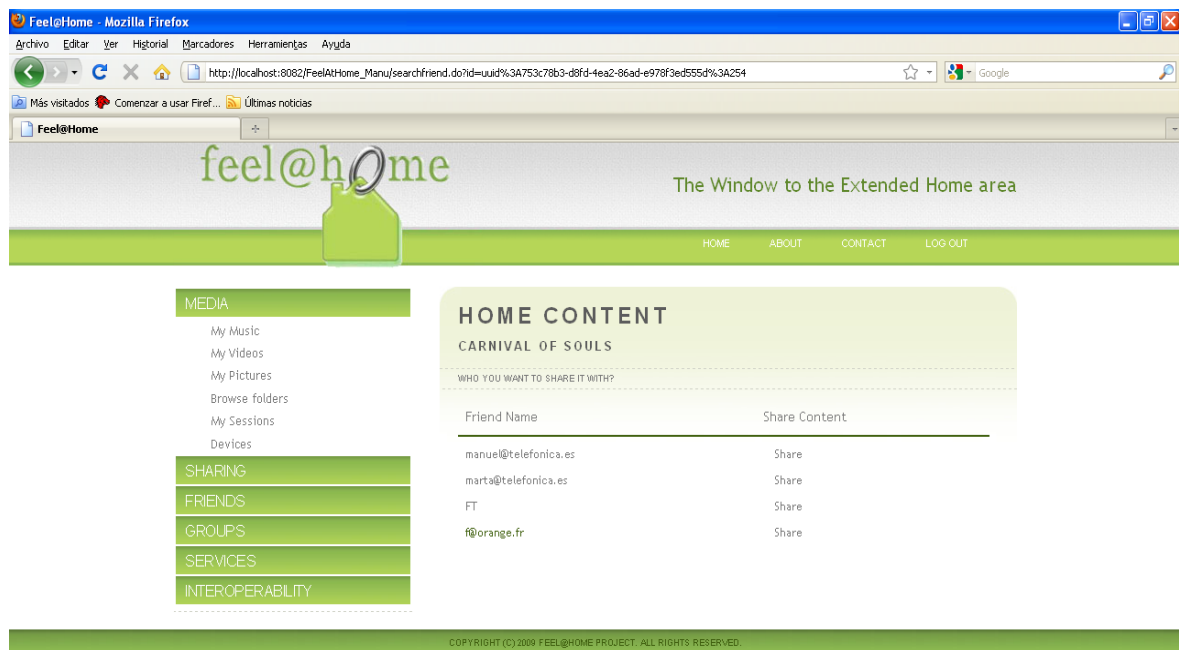 Feel@Home - Mozilla Firefox
Archivo Editar Ver Historial Marcadores Herramientas Ayuda
http://localhost:8082/FeelAtHome_Manu/searchfriend.do?id=uuid%3A753c78b3-d8fd-4ea2-86ad-e978f3ed555d%3A254
Google
Más visitados Comenzar a usar Firef... Últimas noticias
Feel@Home
feel@home
The Window to the Extended Home area
HOME ABOUT CONTACT LOG OUT
MEDIA
My Music
My Videos
My Pictures
Browse folders
My Sessions
Devices
SHARING
FRIENDS
GROUPS
SERVICES
INTEROPERABILITY
HOME CONTENT
CARNIVAL OF SOULS
WHO YOU WANT TO SHARE IT WITH?
Friend Name Share Content
manuel@telefonica.es Share
marta@telefonica.es Share
FT Share
f@orange.fr Share
COPYRIGHT (C) 2009 FEEL@HOME PROJECT. ALL RIGHTS RESERVED.